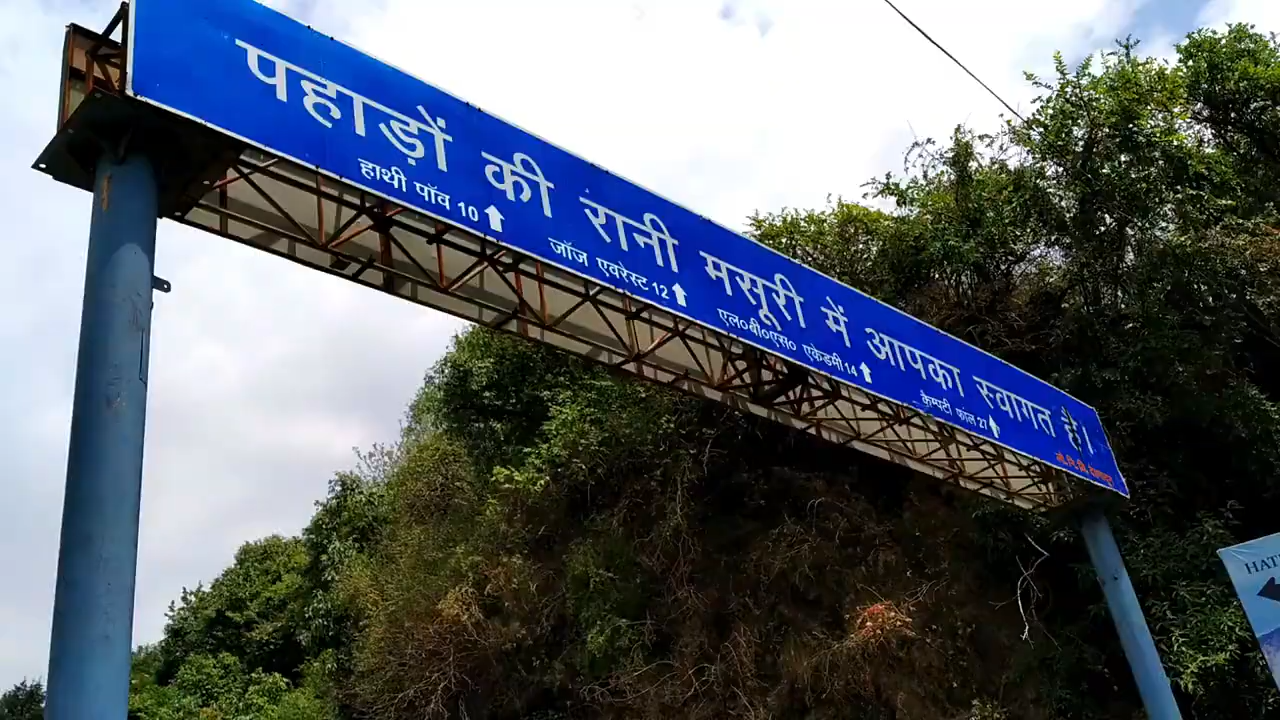 पहाड़ों की रानी मसूरी में आपका स्वागत है।
हाथी पॉव 10
जॉज एवरेस्ट 12
एल०बी०एस० एकेडमी 14
कैम्पटी फॉल 21